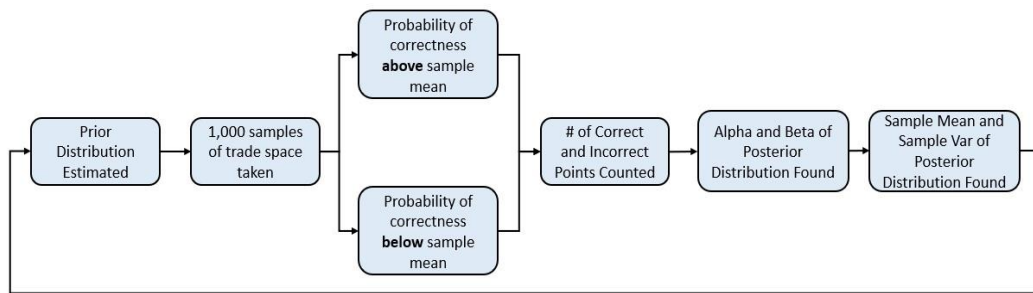 Prior
Distribution
Estimated
1,000 samples
of trade space
taken
Probability of
correctness
above sample
mean
Probability of
correctness
below sample
mean
# of Correct
and Incorrect
Points Counted
Alpha and Beta of
Posterior
Distribution Found
Sample Mean and
Sample Var of
Posterior
Distribution Found